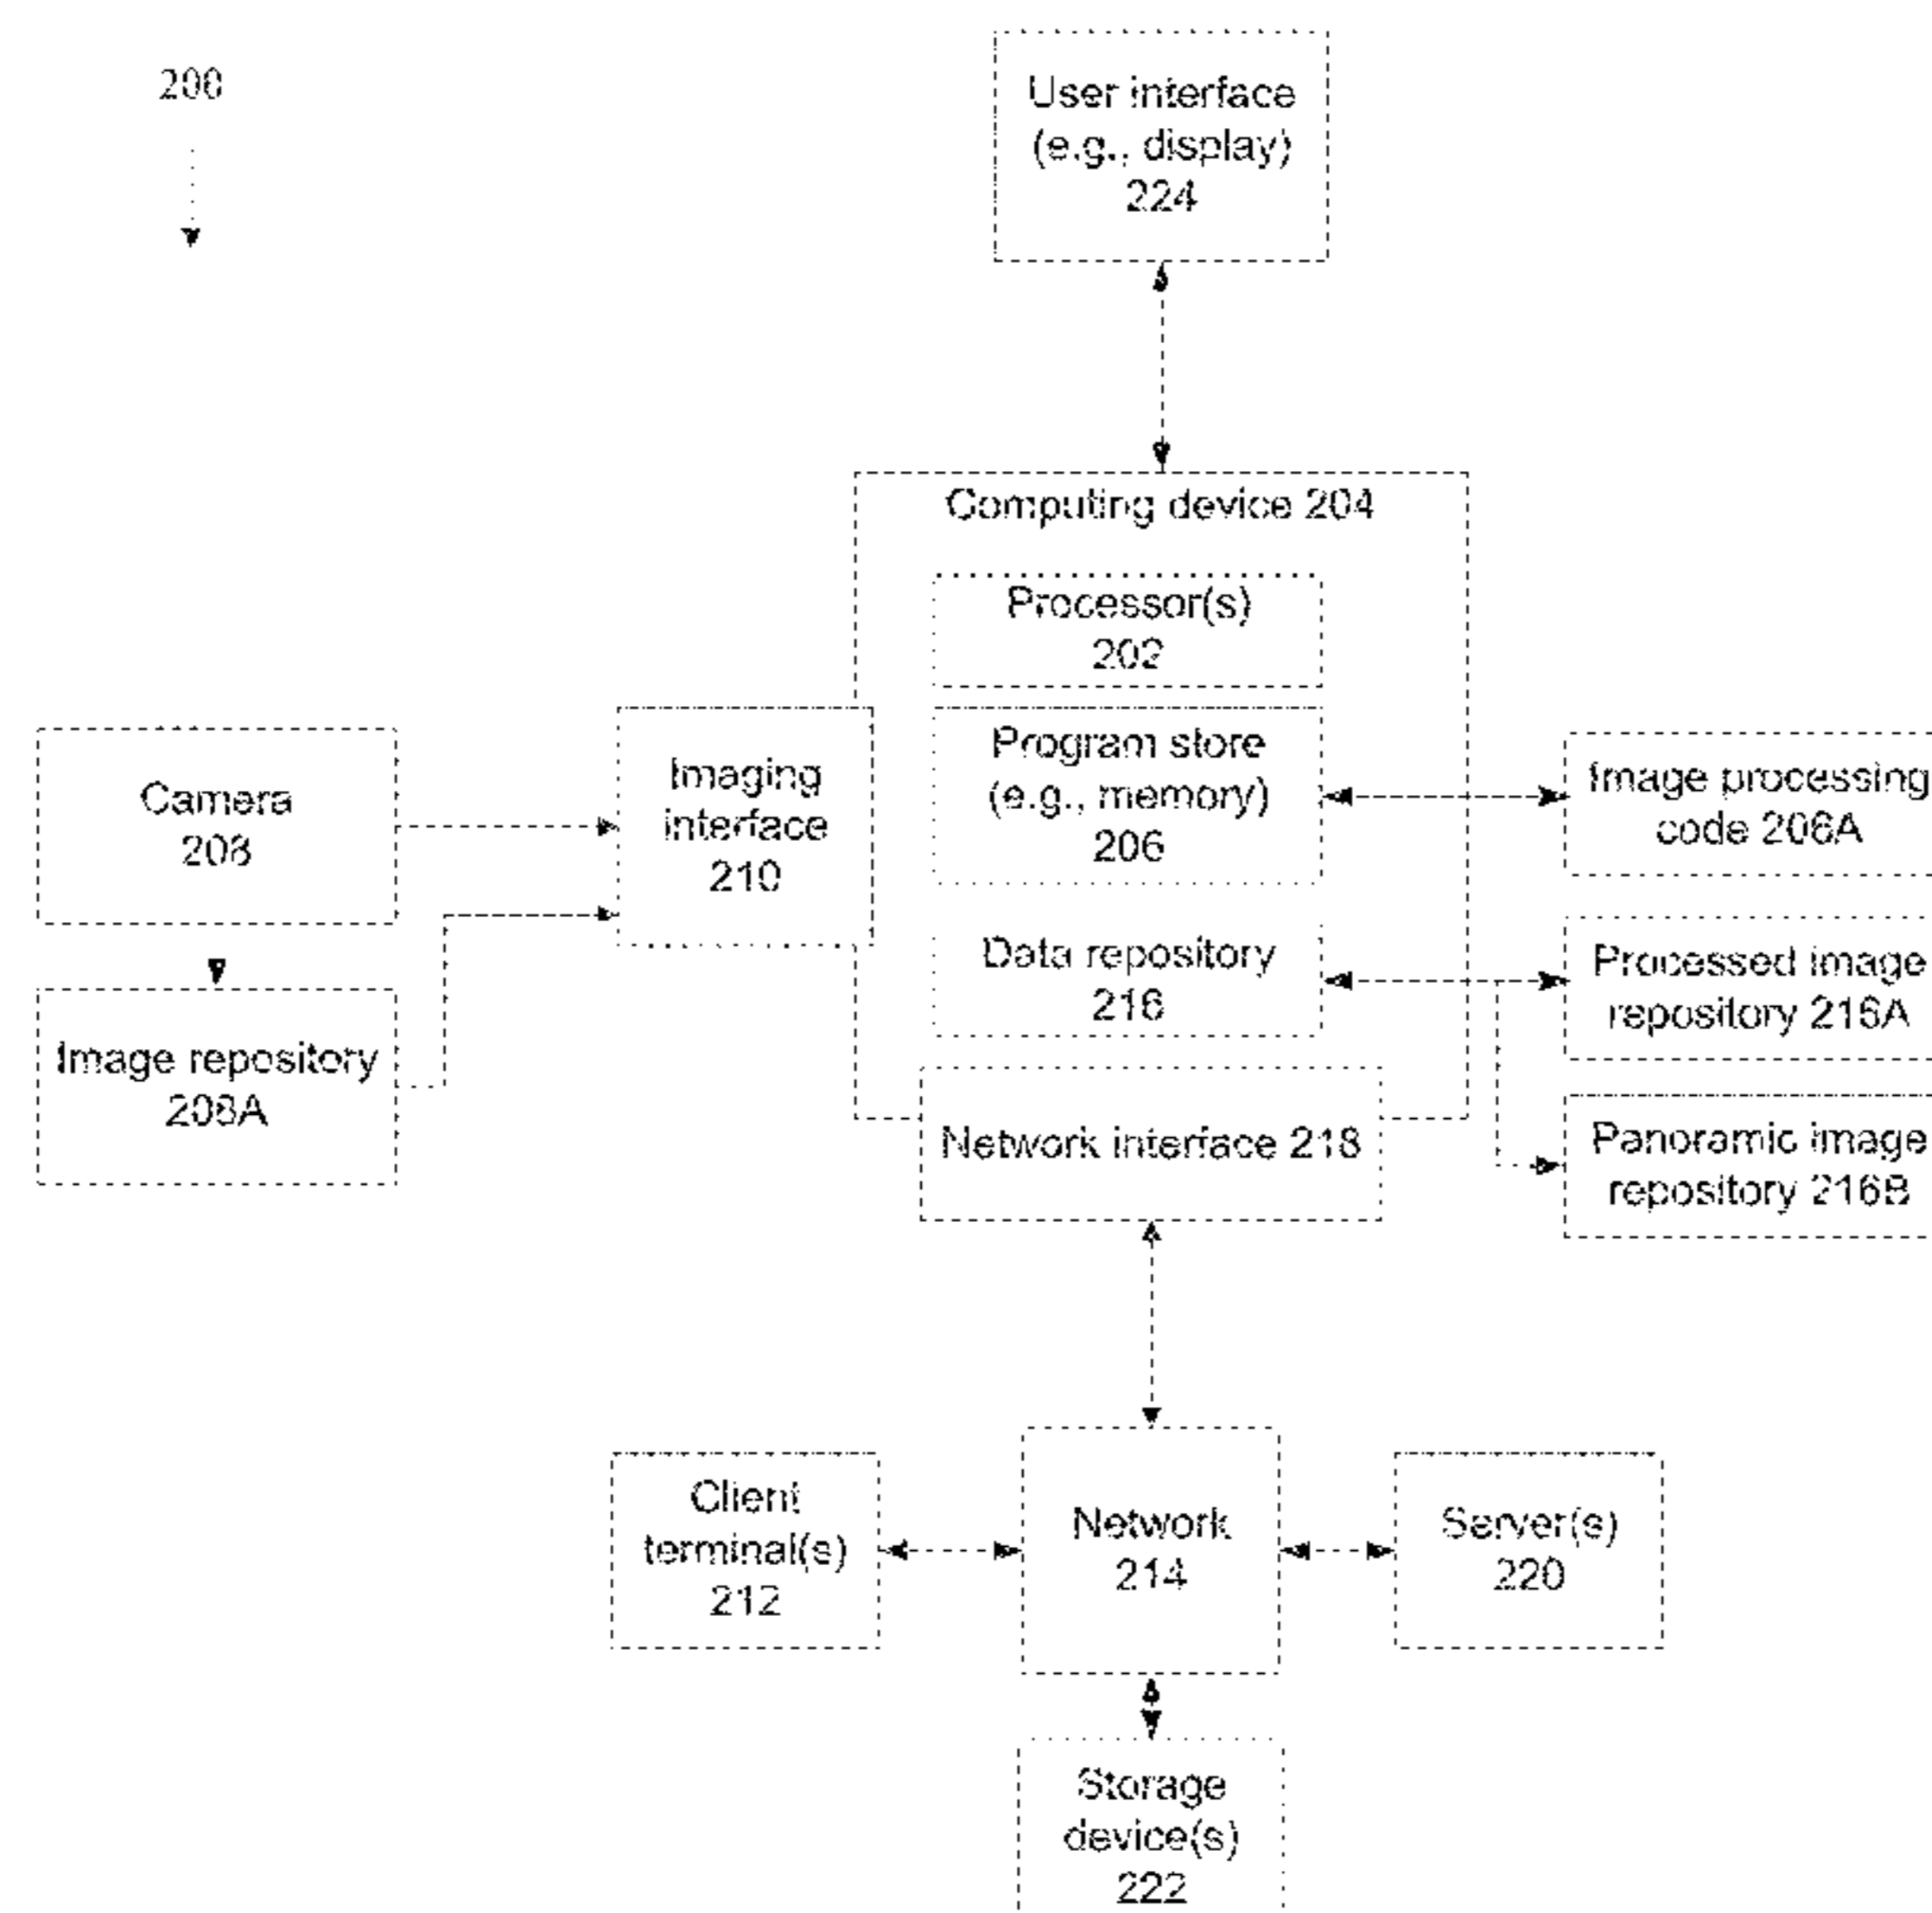 200
User interface
(e.g., display)
224
Computing device 204
Processor(s)
202
Program store
(e.g., memory)
206
Data repository
216
Network interface 218
Imaging
interface
210
Camera
208
Image repository
208A
Image processing
code 206A
Processed image
repository 216A
Panoramic image
repository 216B
Client
terminal(s)
212
Network
214
Server(s)
220
Storage
device(s)
222